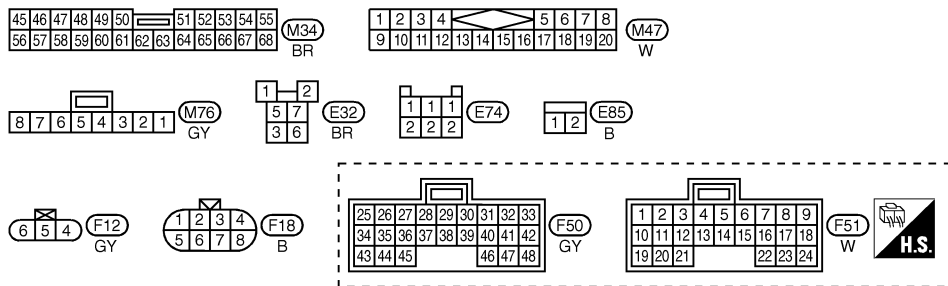 45 46 47 48 49 50 51 52 53 54 55
56 57 58 59 60 61 62 63 64 65 66 67 68
M34
BR
1 2 3 4 5 6 7 8
9 10 11 12 13 14 15 16 17 18 19 20
M47
W
8 7 6 5 4 3 2 1
M76
GY
1 2
5 7
3 6
E32
BR
1 1 1
2 2 2
E74
1 2
E85
B
6 5 4
F12
GY
1 2 3 4
5 6 7 8
F18
B
25 26 27 28 29 30 31 32 33
34 35 36 37 38 39 40 41 42
43 44 45 46 47 48
F50
GY
1 2 3 4 5 6 7 8 9
10 11 12 13 14 15 16 17 18
19 20 21 22 23 24
F51
W
H.S.